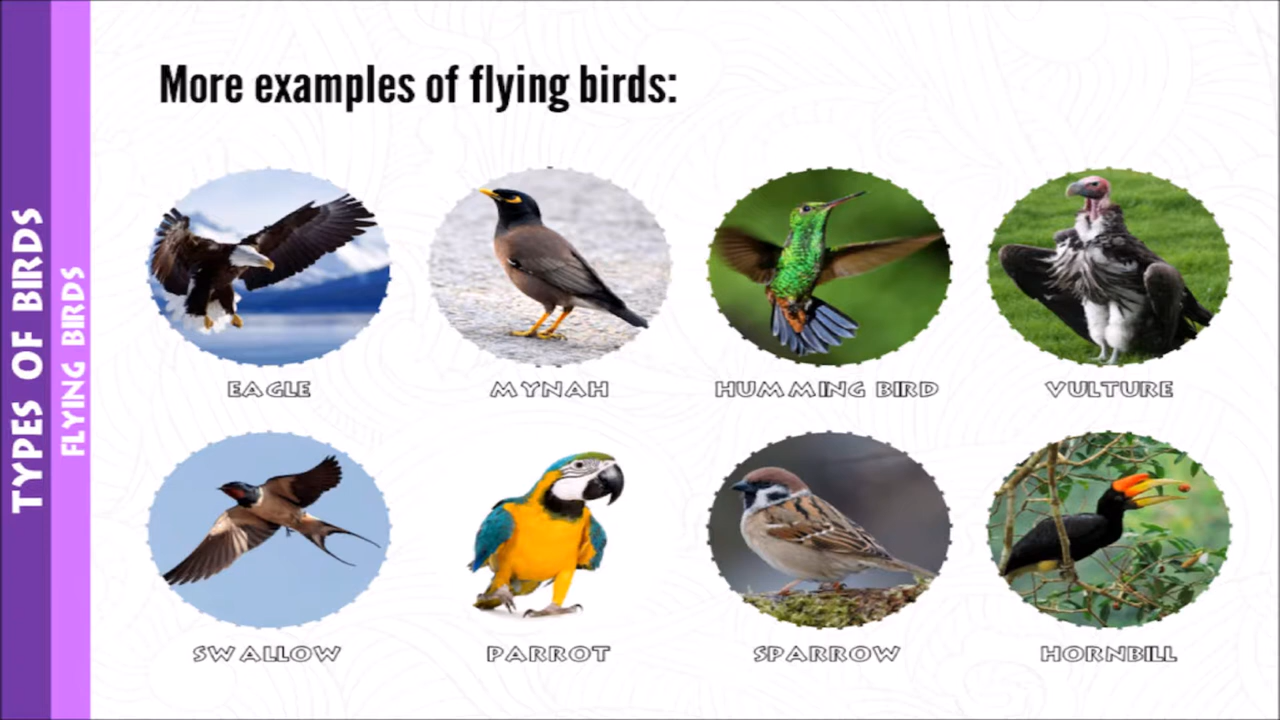 TYPES OF BIRDS
FLYING BIRDS
More examples of flying birds:
EAGLE
MYNAH
HUMMING BIRD
VULTURE
SWALLOW
PARROT
SPARROW
HORNBILL